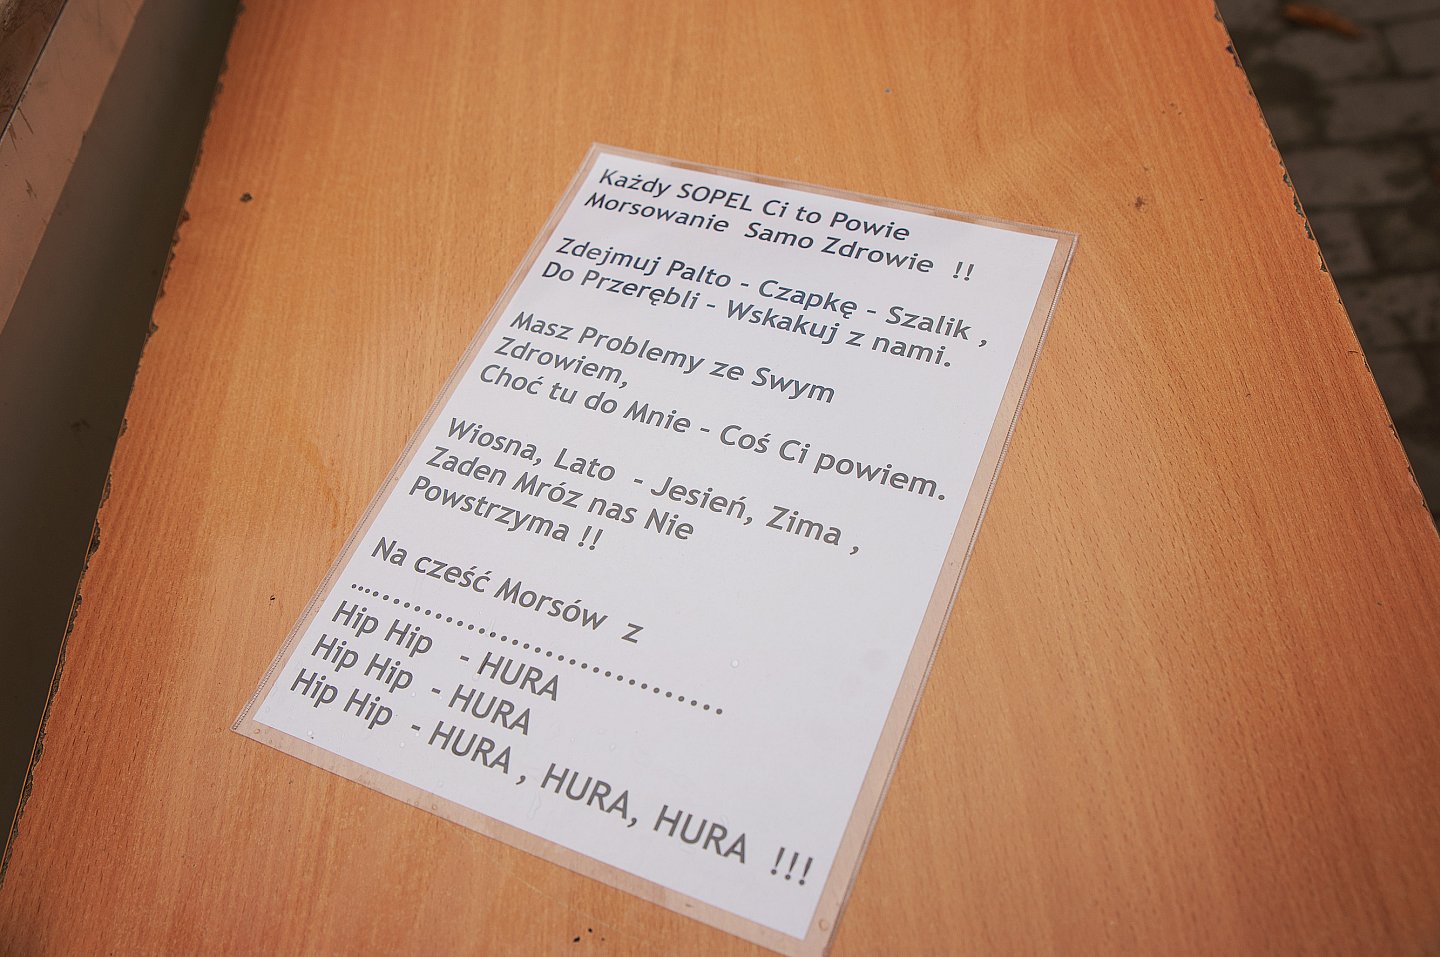 Każdy SOPEL Ci to Powie
Morsowanie Samo Zdrowie !!
Zdejmuj Palto - Czapkę - Szalik ,
Do Przerębli - Wskakuj z nami.
Masz Problemy ze Swym
Zdrowiem,
Choć tu do Mnie - Coś Ci powiem.
Wiosna, Lato - Jesień, Zima ,
Zaden Mróz nas Nie
Powstrzyma !!
Na cześć Morsów z
.......................................
Hip Hip - HURA
Hip Hip - HURA
Hip Hip - HURA , HURA, HURA !!!